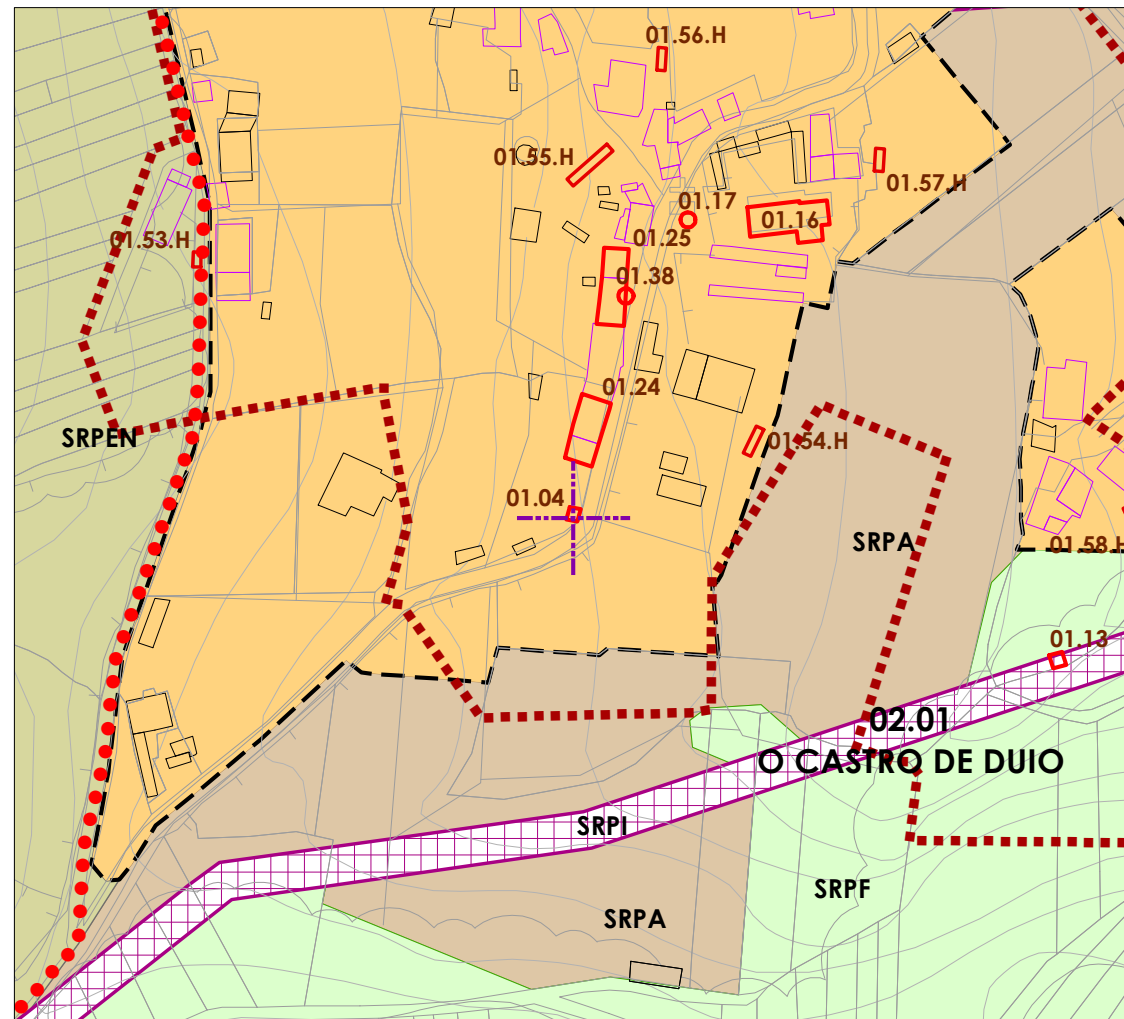 01.56.H
01.55.H
01.57.H
01.17
01.16
01.53.H
01.25
01.38
01.24
SRPEN
01.54.H
01.04
SRPA
01.58.H
01.13
02.01
O CASTRO DE DUIO
SRPI
SRPF
SRPA